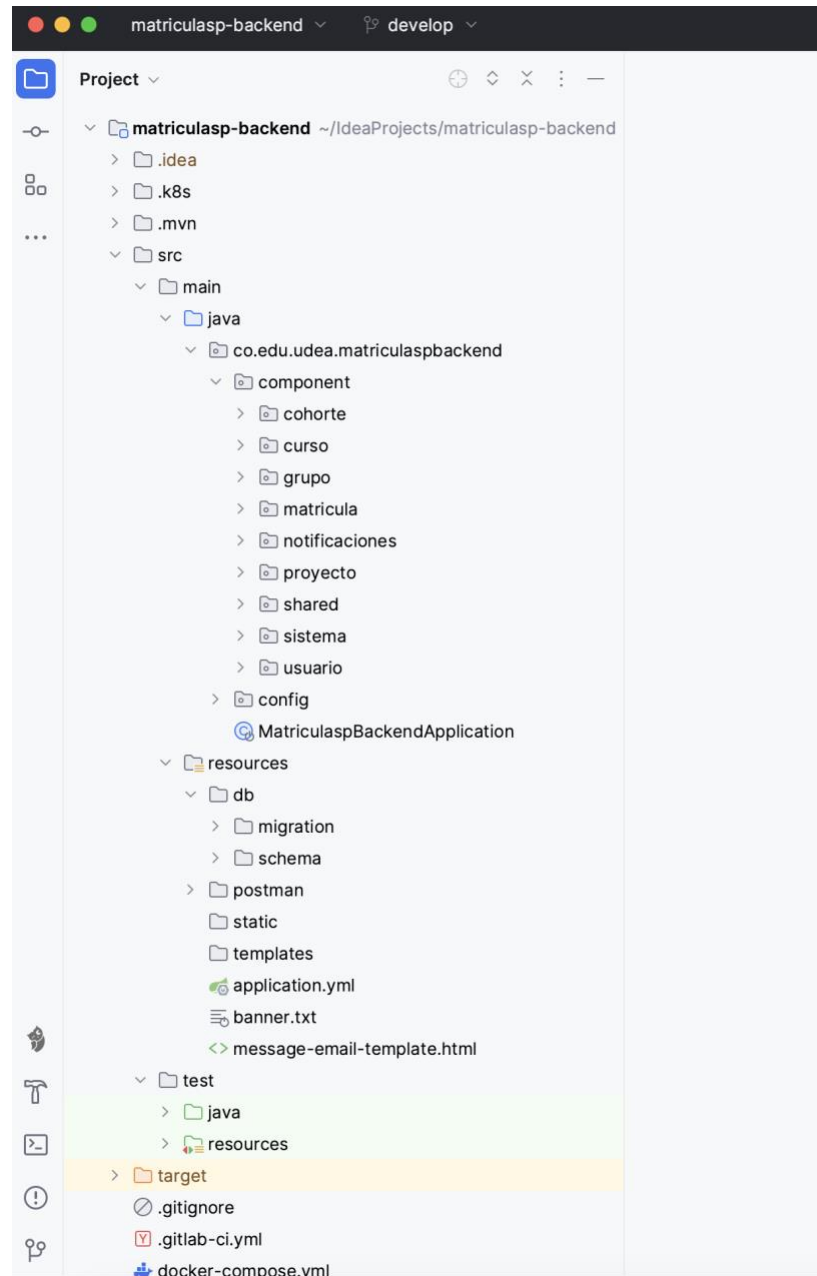 matriculasp-backend develop
Project
matriculasp-backend ~/IdeaProjects/matriculasp-backend
.idea
.k8s
.mvn
src
main
java
co.edu.udea.matriculaspbackend
component
cohorte
curso
grupo
matricula
notificaciones
proyecto
shared
sistema
usuario
config
MatriculaspBackendApplication
resources
db
migration
schema
postman
static
templates
application.yml
banner.txt
message-email-template.html
test
java
resources
target
.gitignore
.gitlab-ci.yml
docker-compose.yml